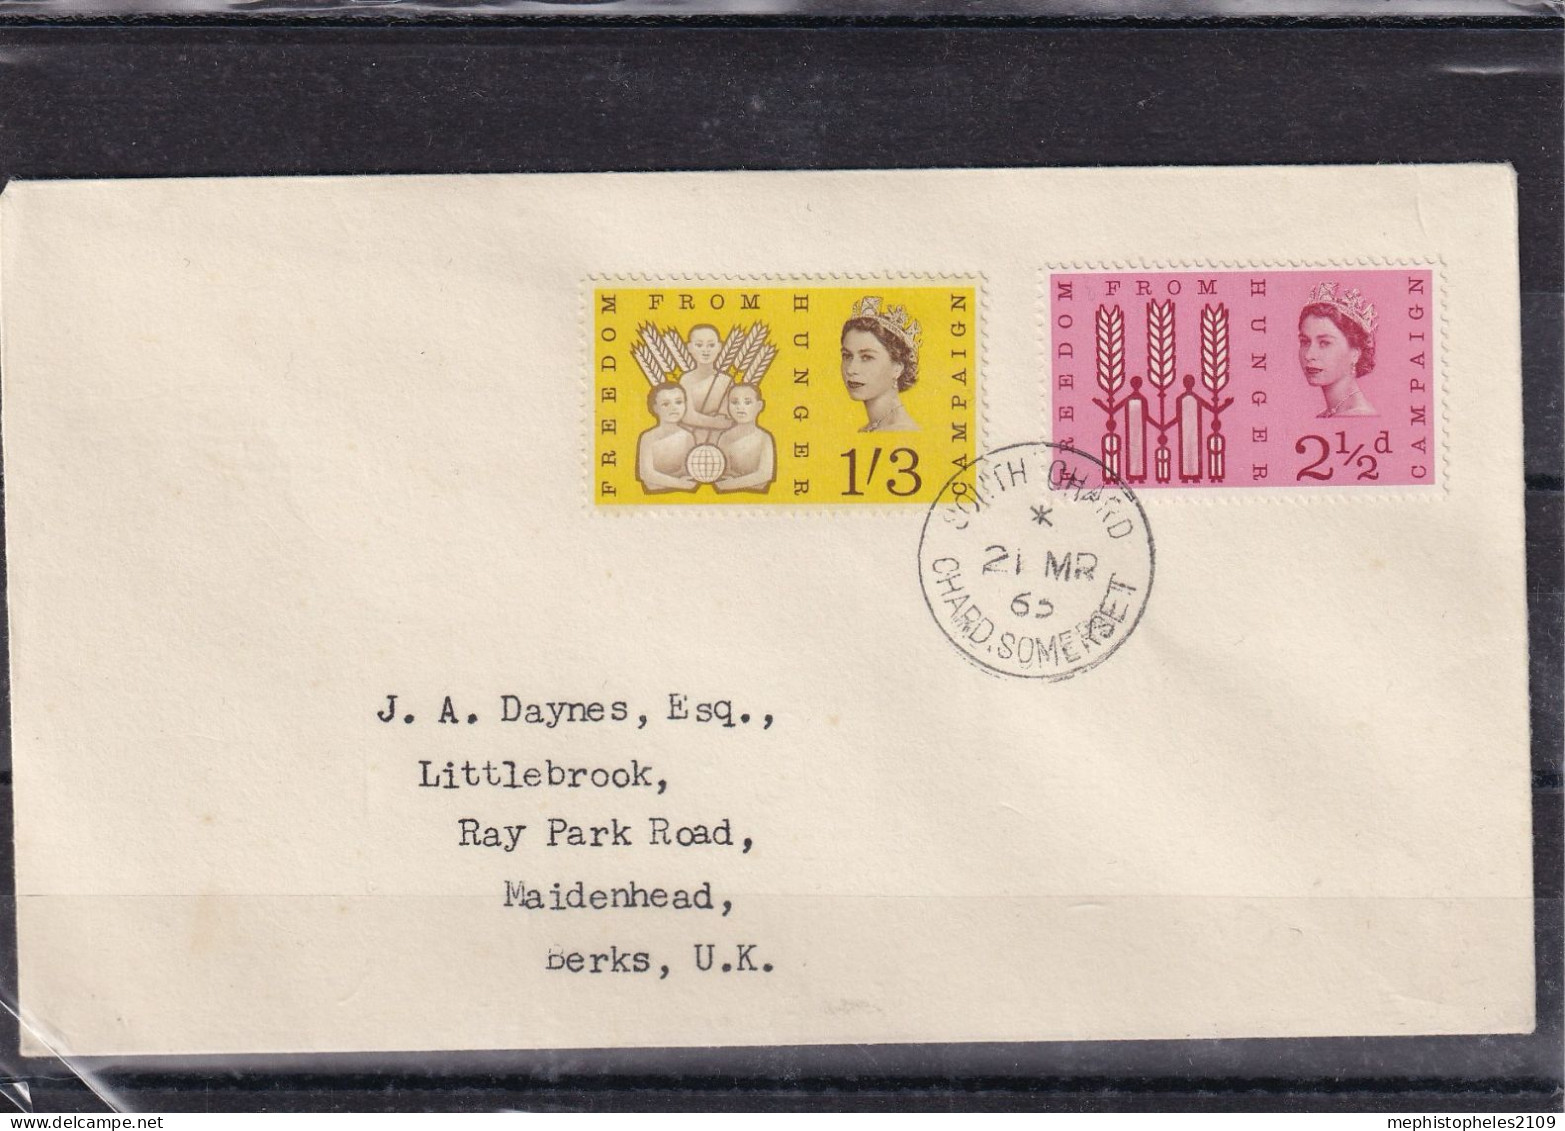 FREEDOM FROM HUNGER CAMPAIGN
1/3
FREEDOM FROM HUNGER CAMPAIGN
2½d
SOUTH CHARD
*
21 MR
63
CHARD. SOMERSET
J. A. Daynes, Esq.,
Littlebrook,
Ray Park Road,
Maidenhead,
Berks, U.K.
mephistopheles2109